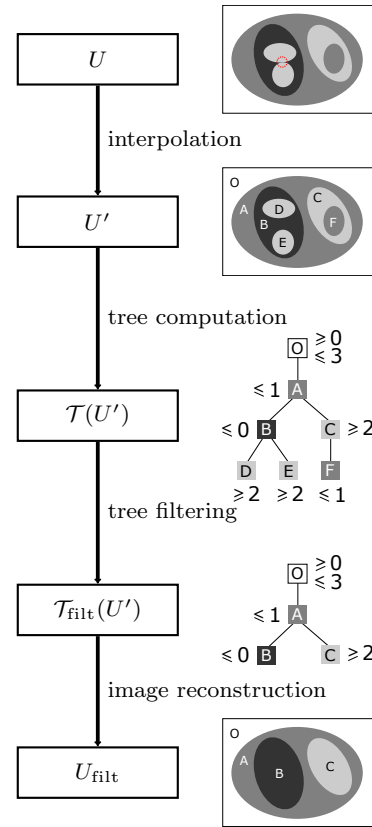 U
interpolation
O
A
B
C
D
E
F
U′
tree computation
O ⩾0
⩽3
⩽1 A
⩽0 B C ⩾2
D E F
⩾2 ⩾2 ⩽1
𝒯(U′)
tree filtering
O ⩾0
⩽3
⩽1 A
⩽0 B C ⩾2
𝒯filt(U′)
image reconstruction
O
A
B
C
Ufilt